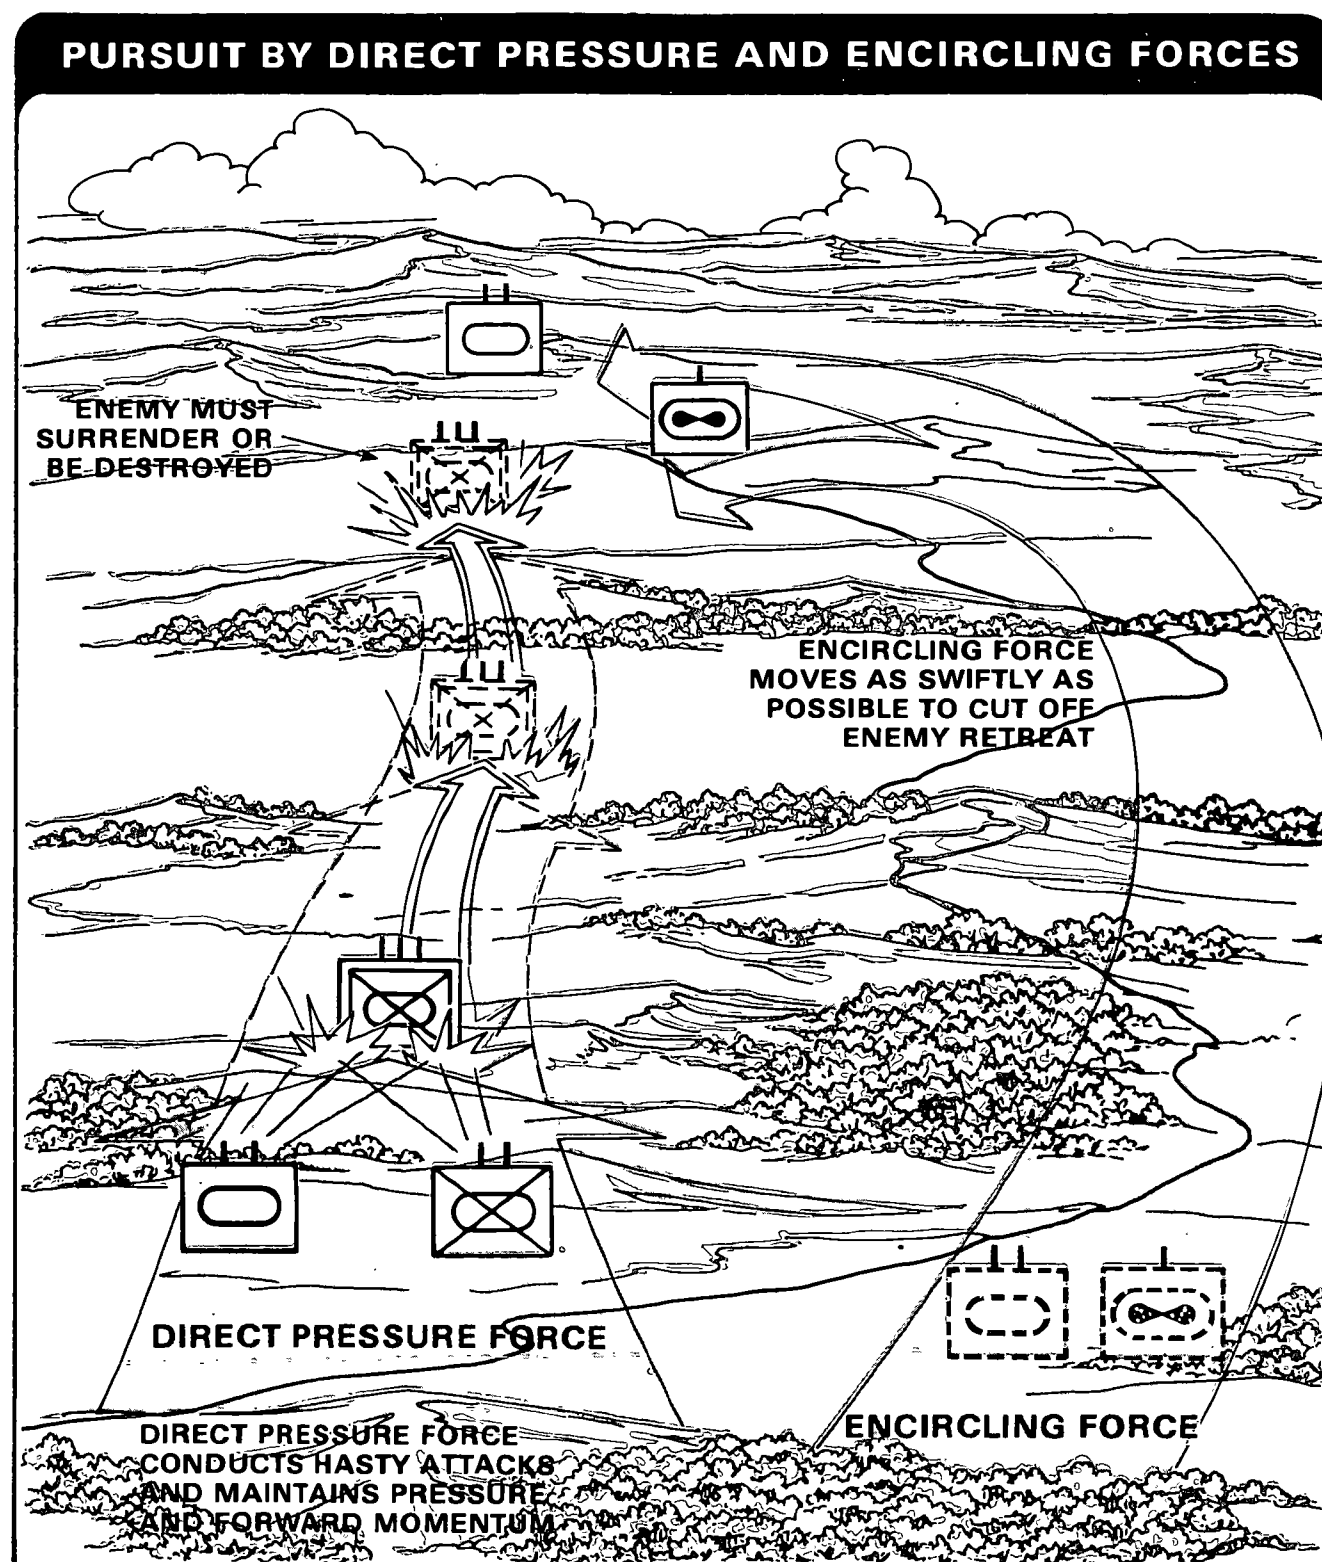 PURSUIT BY DIRECT PRESSURE AND ENCIRCLING FORCES
ENEMY MUST
SURRENDER OR
BE DESTROYED
ENCIRCLING FORCE
MOVES AS SWIFTLY AS
POSSIBLE TO CUT OFF
ENEMY RETREAT
DIRECT PRESSURE FORCE
ENCIRCLING FORCE
DIRECT PRESSURE FORCE
CONDUCTS HASTY ATTACKS
AND MAINTAINS PRESSURE
AND FORWARD MOMENTUM